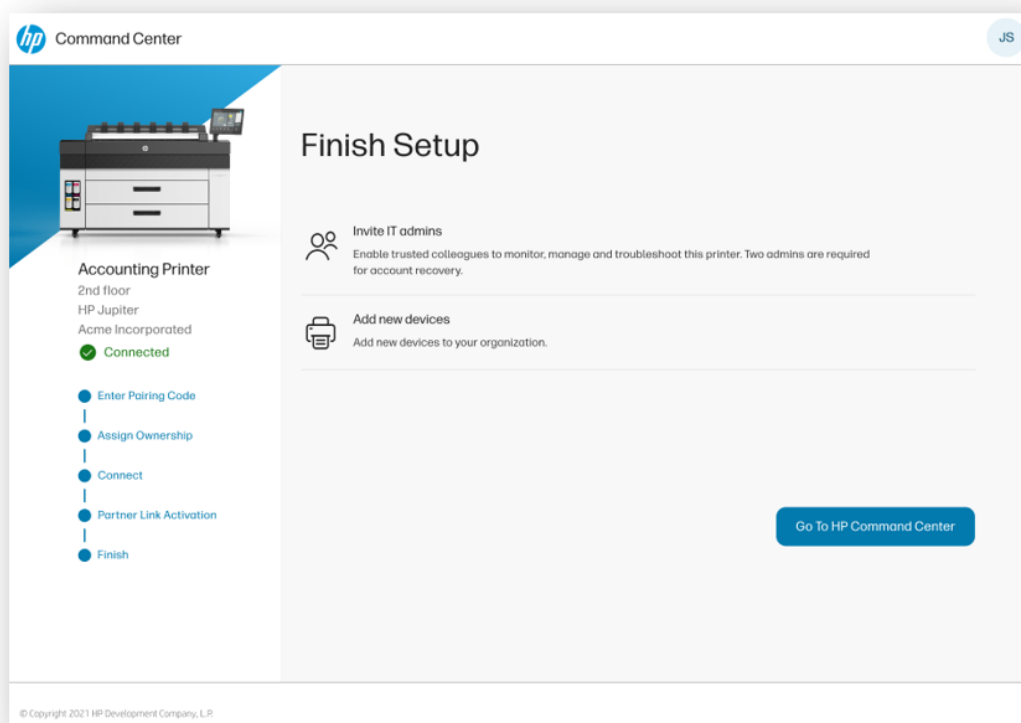 hp Command Center
JS
Accounting Printer
2nd floor
HP Jupiter
Acme Incorporated
Connected
Enter Pairing Code
Assign Ownership
Connect
Partner Link Activation
Finish
Finish Setup
Invite IT admins
Enable trusted colleagues to monitor, manage and troubleshoot this printer. Two admins are required
for account recovery.
Add new devices
Add new devices to your organization.
Go To HP Command Center
© Copyright 2021 HP Development Company, L.P.